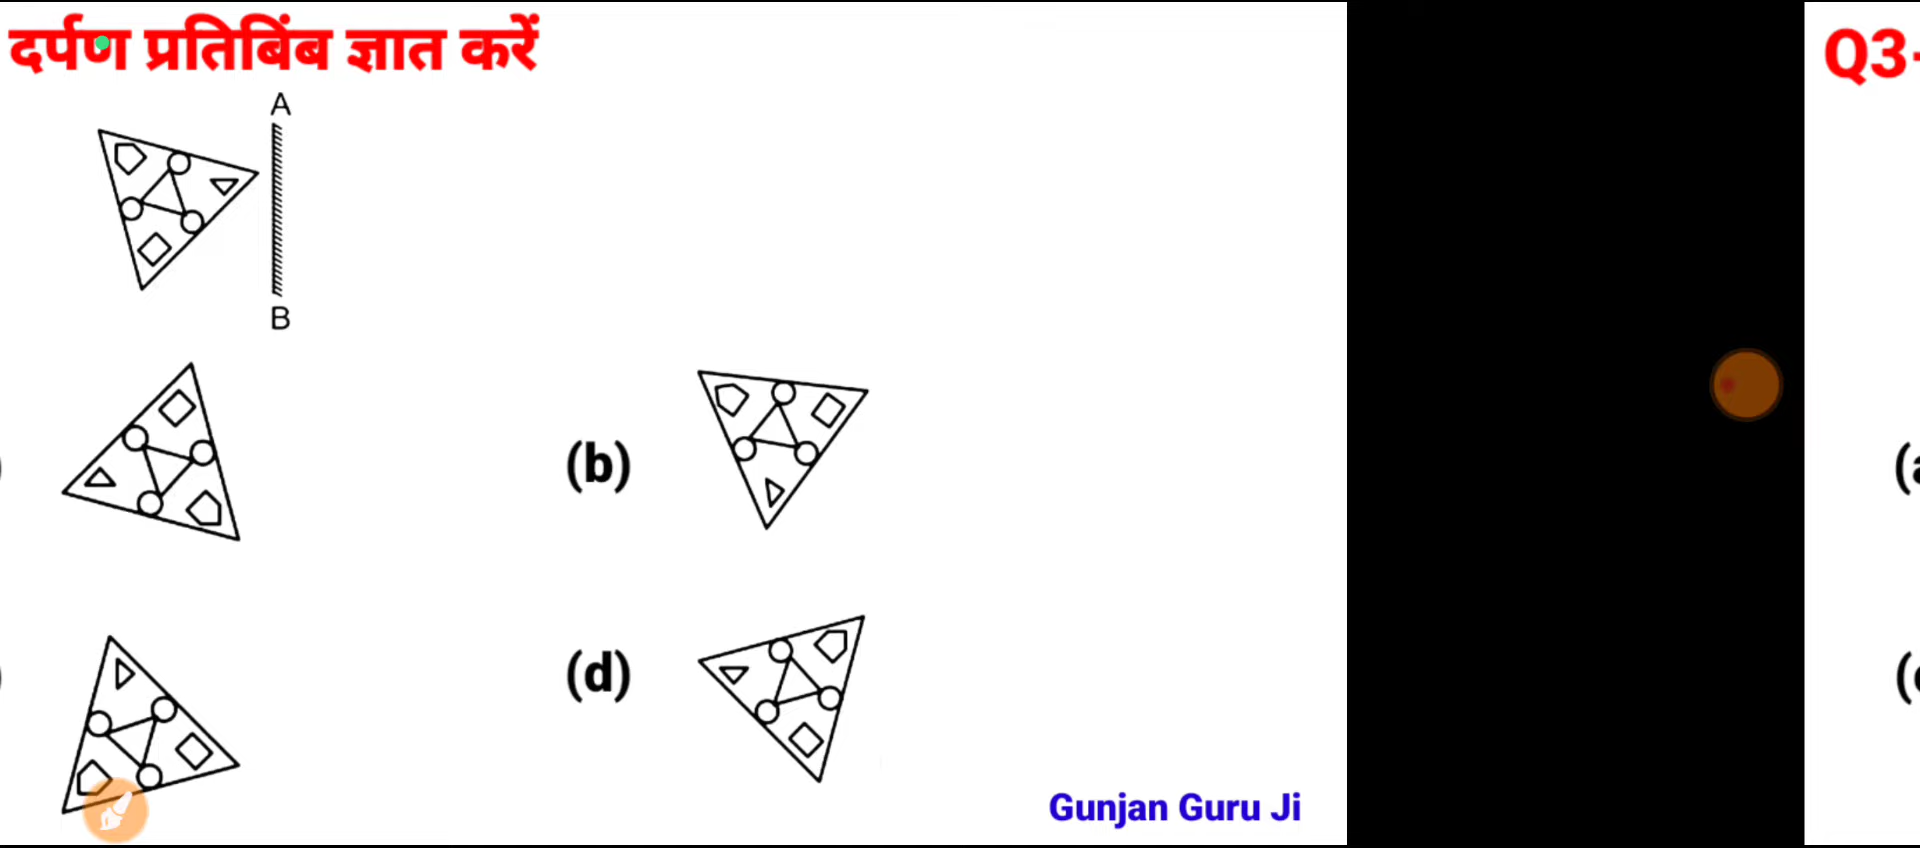 दर्पण प्रतिबिंब ज्ञात करें
A
B
(b)
(d)
Gunjan Guru Ji
Q3-